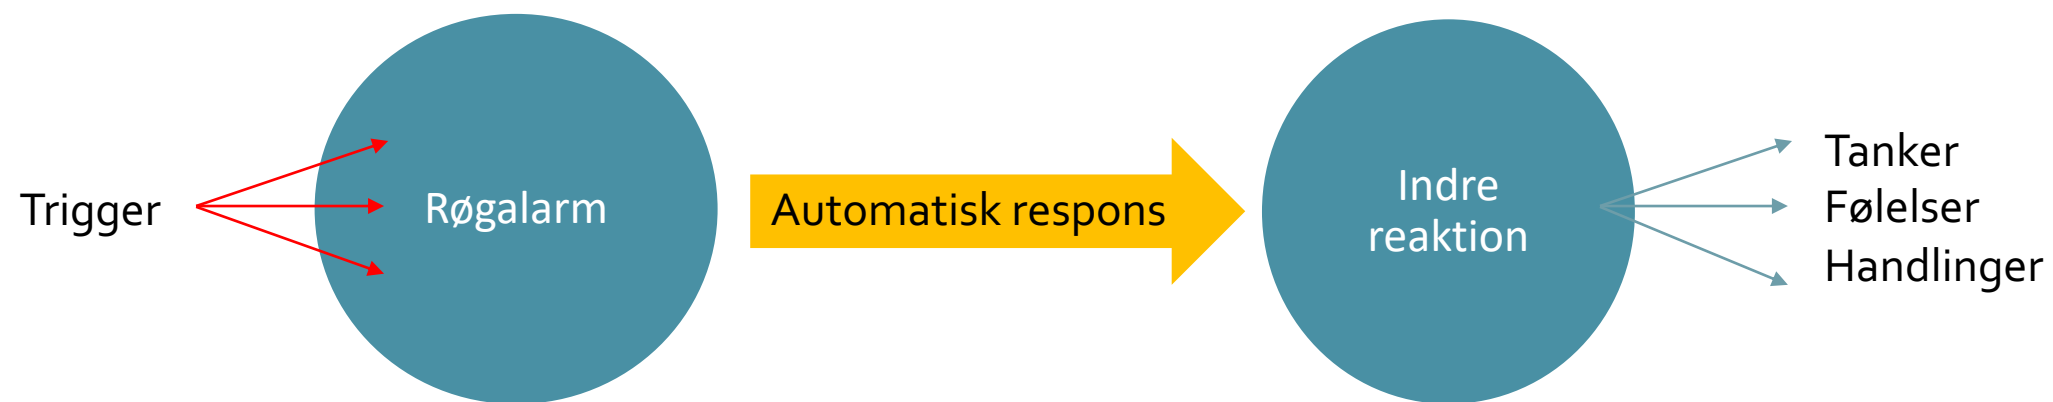 Trigger
Røgalarm
Automatisk respons
Indre
reaktion
Tanker
Følelser
Handlinger